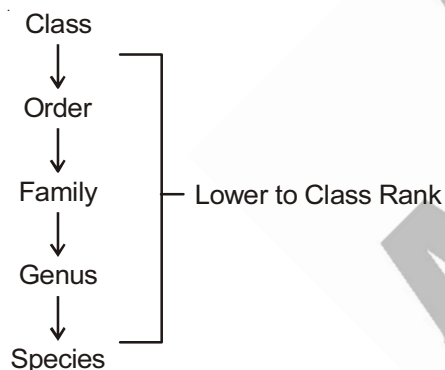 Class
Order
Family
Lower to Class Rank
Genus
Species